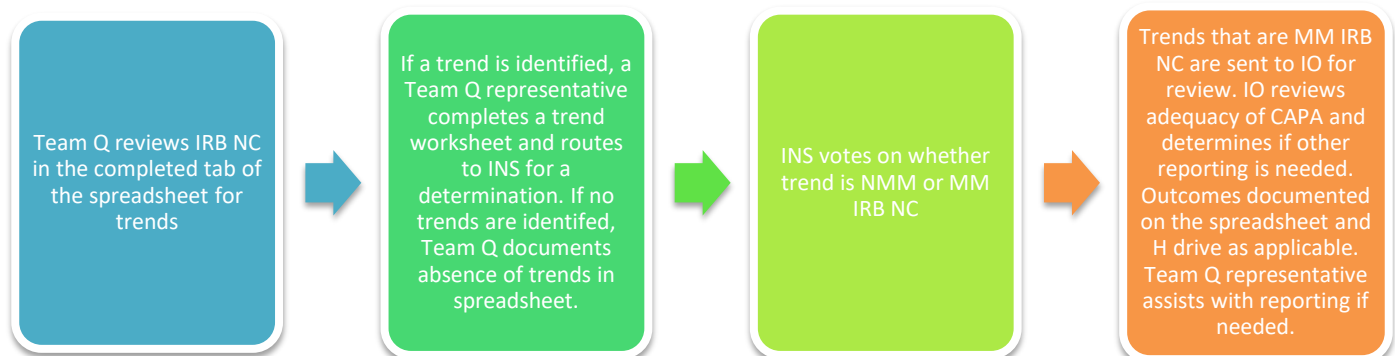 Team Q reviews IRB NC
in the completed tab of
the spreadsheet for
trends
If a trend is identified, a
Team Q representative
completes a trend
worksheet and routes
to INS for a
determination. If no
trends are identifed,
Team Q documents
absence of trends in
spreadsheet.
INS votes on whether
trend is NMM or MM
IRB NC
Trends that are MM IRB
NC are sent to IO for
review. IO reviews
adequacy of CAPA and
determines if other
reporting is needed.
Outcomes documented
on the spreadsheet and
H drive as applicable.
Team Q representative
assists with reporting if
needed.